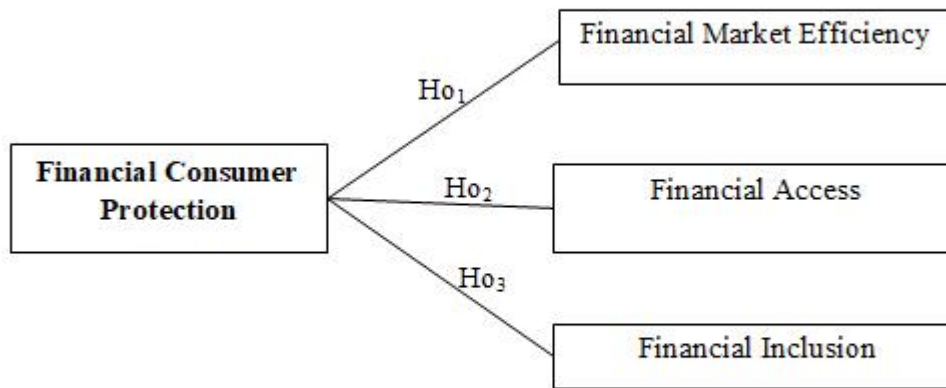 Financial Market Efficiency
Ho₁
Financial Consumer
Protection
Ho₂
Financial Access
Ho₃
Financial Inclusion